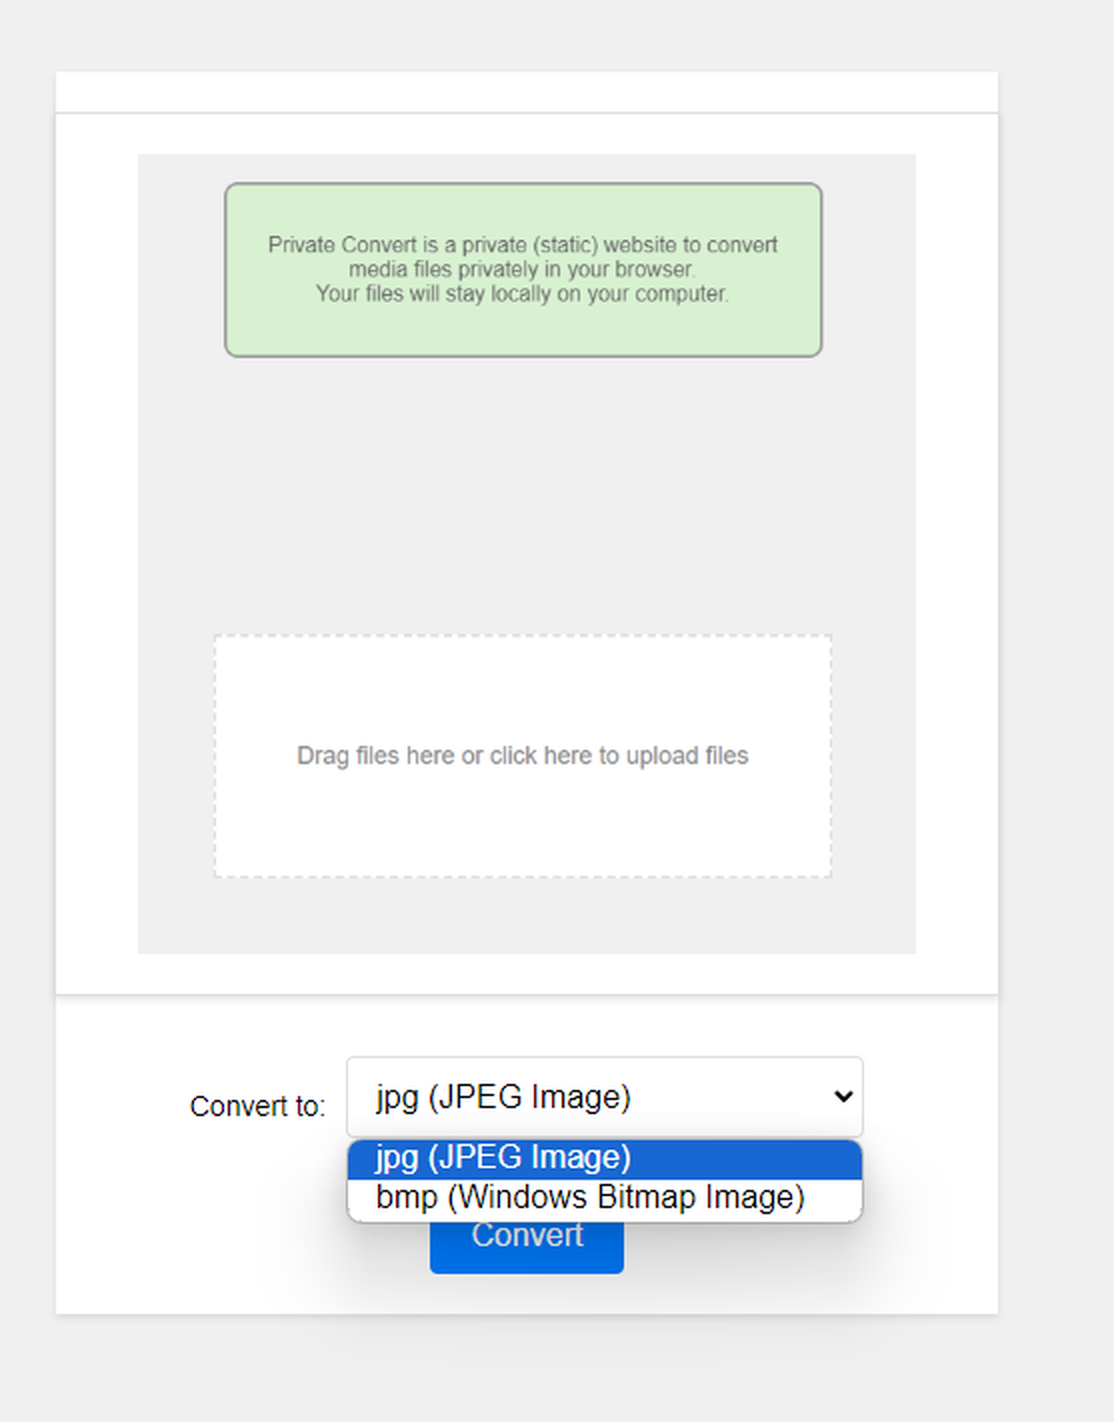 Private Convert is a private (static) website to convert
media files privately in your browser.
Your files will stay locally on your computer.
Drag files here or click here to upload files
Convert to:
jpg (JPEG Image)
jpg (JPEG Image)
bmp (Windows Bitmap Image)
Convert